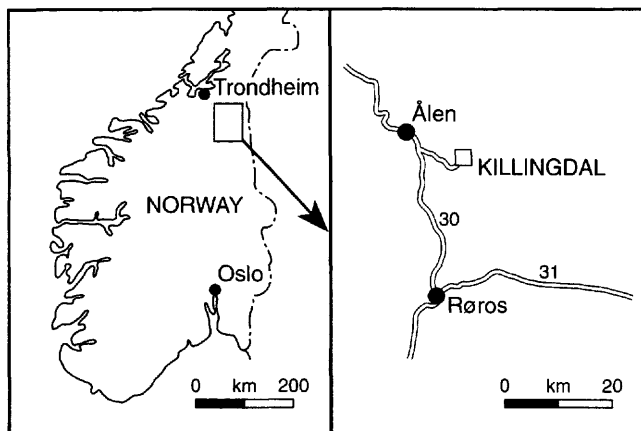 Trondheim
NORWAY
Oslo
0 km 200
Ålen
KILLINGDAL
30
31
Røros
0 km 20